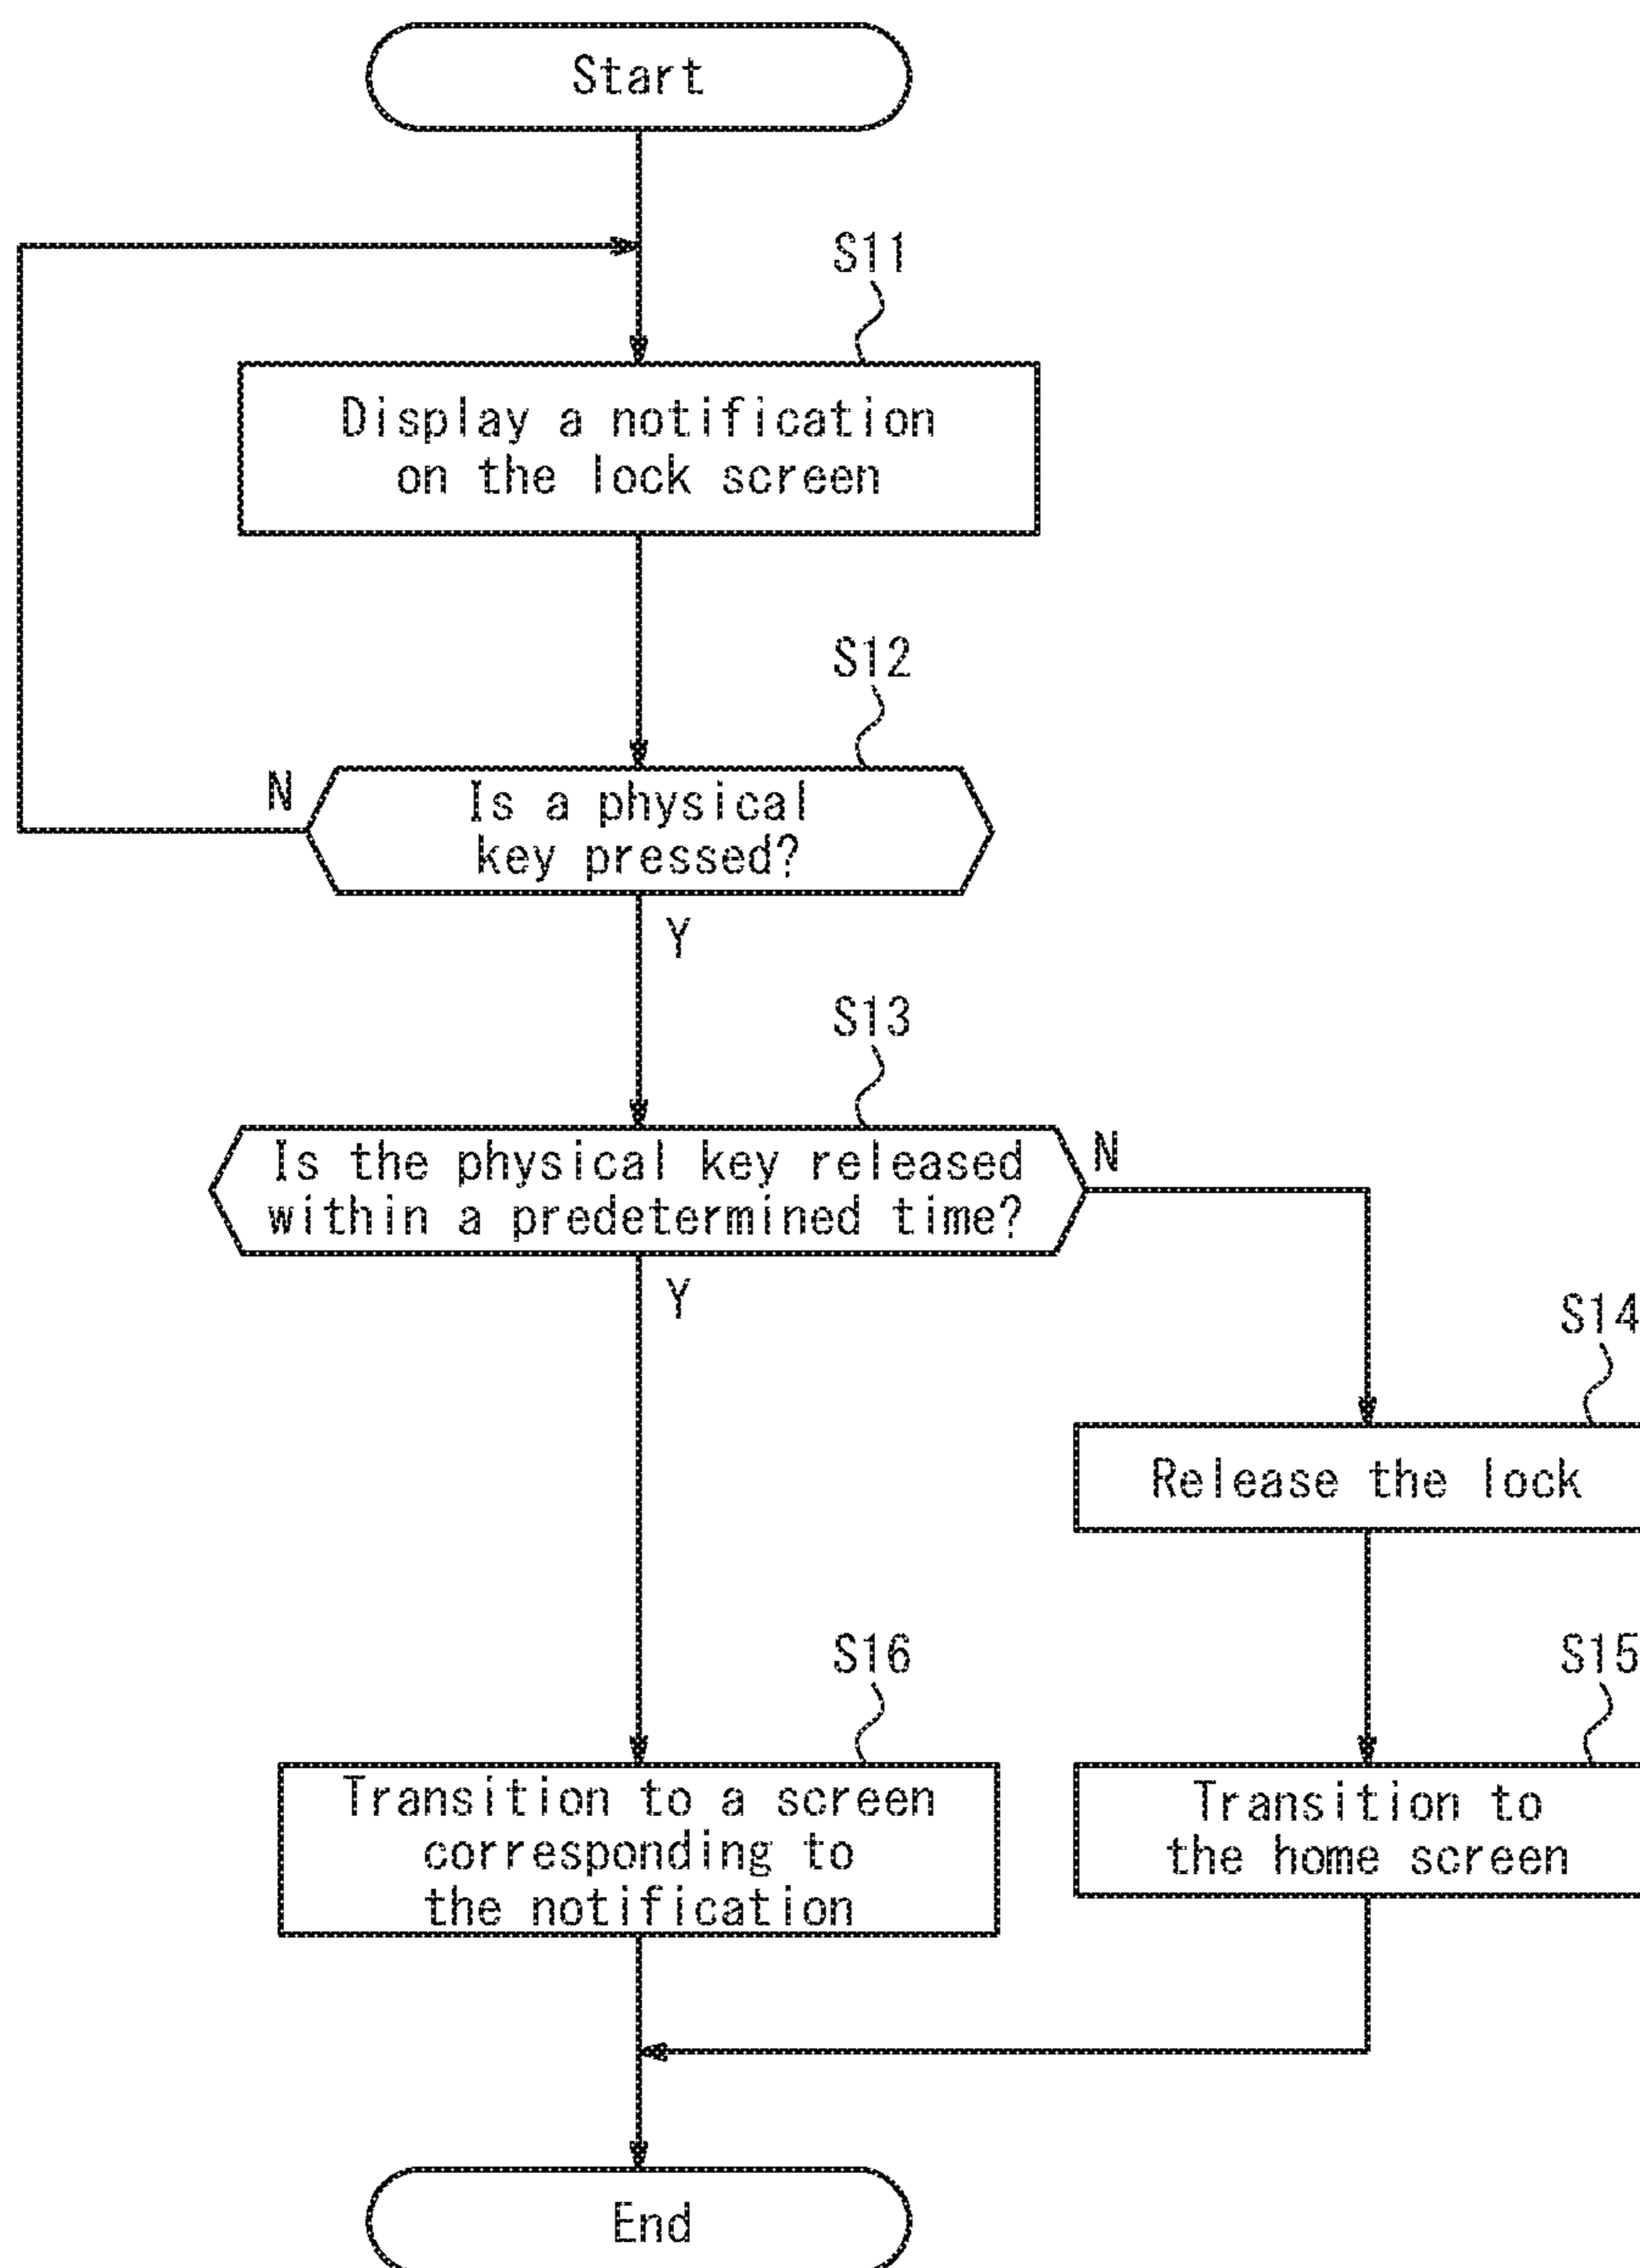 Start
S11
Display a notification
on the lock screen
S12
N
Is a physical
key pressed?
Y
S13
Is the physical key released
within a predetermined time?
N
Y
S14
Release the lock
S16
S15
Transition to a screen
corresponding to
the notification
Transition to
the home screen
End